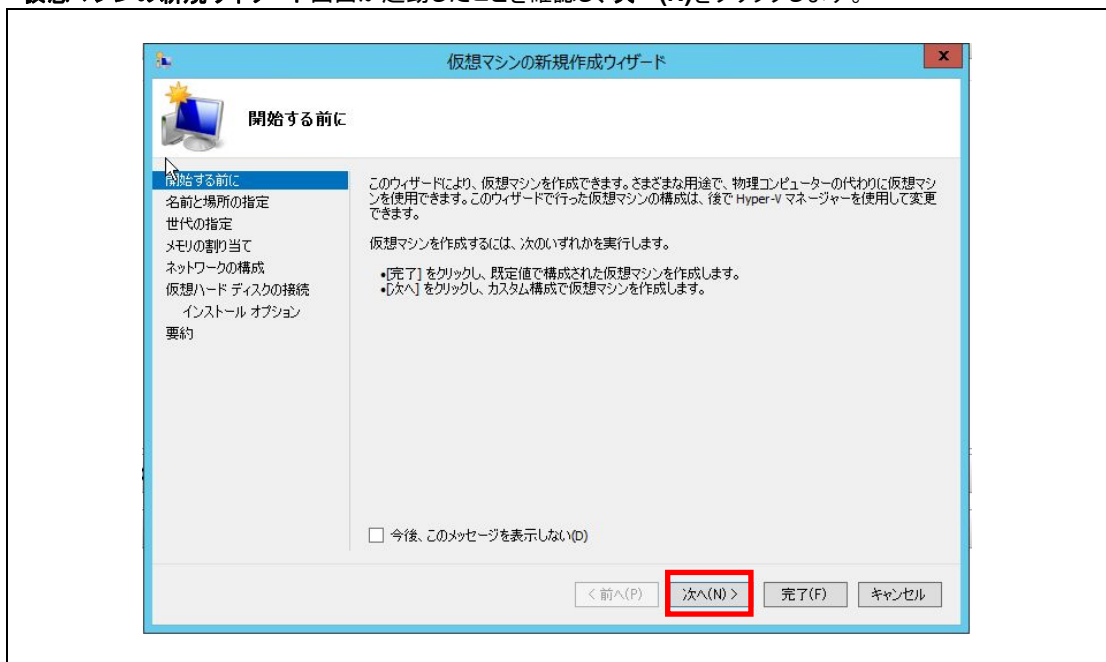 仮想マシンの新規作成ウィザード
開始する前に
開始する前に
名前と場所の指定
世代の指定
メモリの割り当て
ネットワークの構成
仮想ハード ディスクの接続
インストール オプション
要約
このウィザードにより、仮想マシンを作成できます。さまざまな用途で、物理コンピューターの代わりに仮想マシ
ンを使用できます。このウィザードで行った仮想マシンの構成は、後で Hyper-V マネージャーを使用して変更
できます。
仮想マシンを作成するには、次のいずれかを実行します。
•[完了] をクリックし、既定値で構成された仮想マシンを作成します。
•[次へ] をクリックし、カスタム構成で仮想マシンを作成します。
今後、このメッセージを表示しない(D)
< 前へ(P)
次へ(N) >
完了(F)
キャンセル